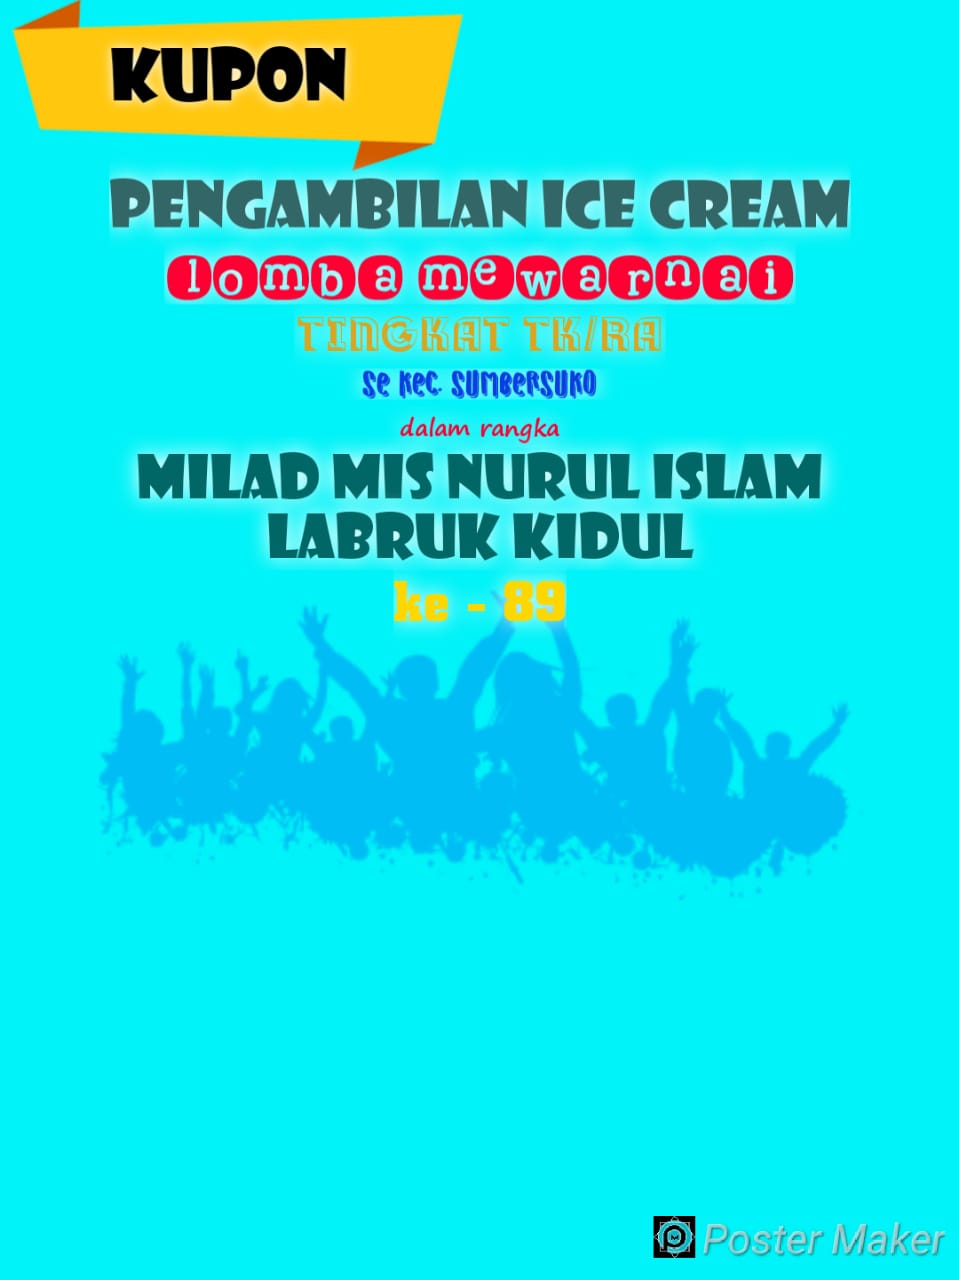 KUPON
PENGAMBILAN ICE CREAM
lomba mewarnai
TINGKAT TK/RA
SE KEC. SUMBERSUKO
dalam rangka
MILAD MIS NURUL ISLAM
LABRUK KIDUL
ke - 89
Poster Maker